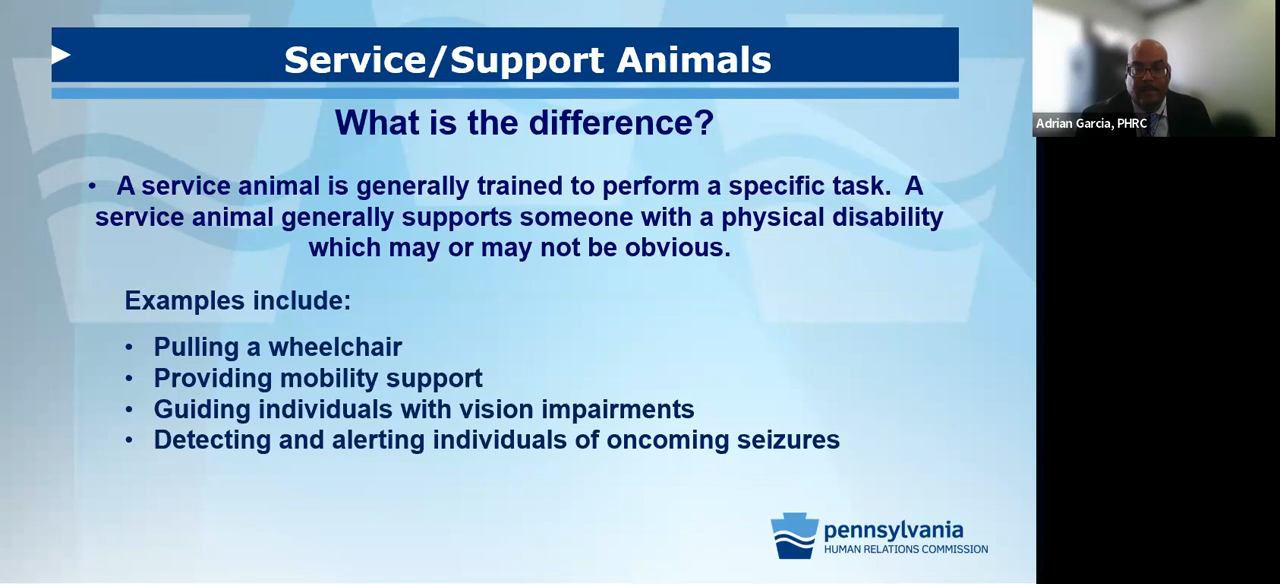 Service/Support Animals
What is the difference?
• A service animal is generally trained to perform a specific task. A
service animal generally supports someone with a physical disability
which may or may not be obvious.
Examples include:
• Pulling a wheelchair
• Providing mobility support
• Guiding individuals with vision impairments
• Detecting and alerting individuals of oncoming seizures
pennsylvania
HUMAN RELATIONS COMMISSION
Adrian Garcia, PHRC